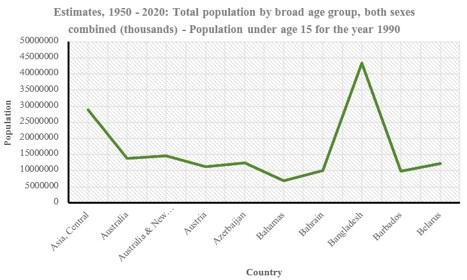 Estimates, 1950 - 2020: Total population by broad age group, both sexes
combined (thousands) - Population under age 15 for the year 1990
50000000
45000000
40000000
35000000
30000000
25000000
20000000
15000000
10000000
5000000
0
Population
Asia, Central
Australia
Australia & New...
Austria
Azerbaijan
Bahamas
Bahrain
Bangladesh
Barbados
Belarus
Country